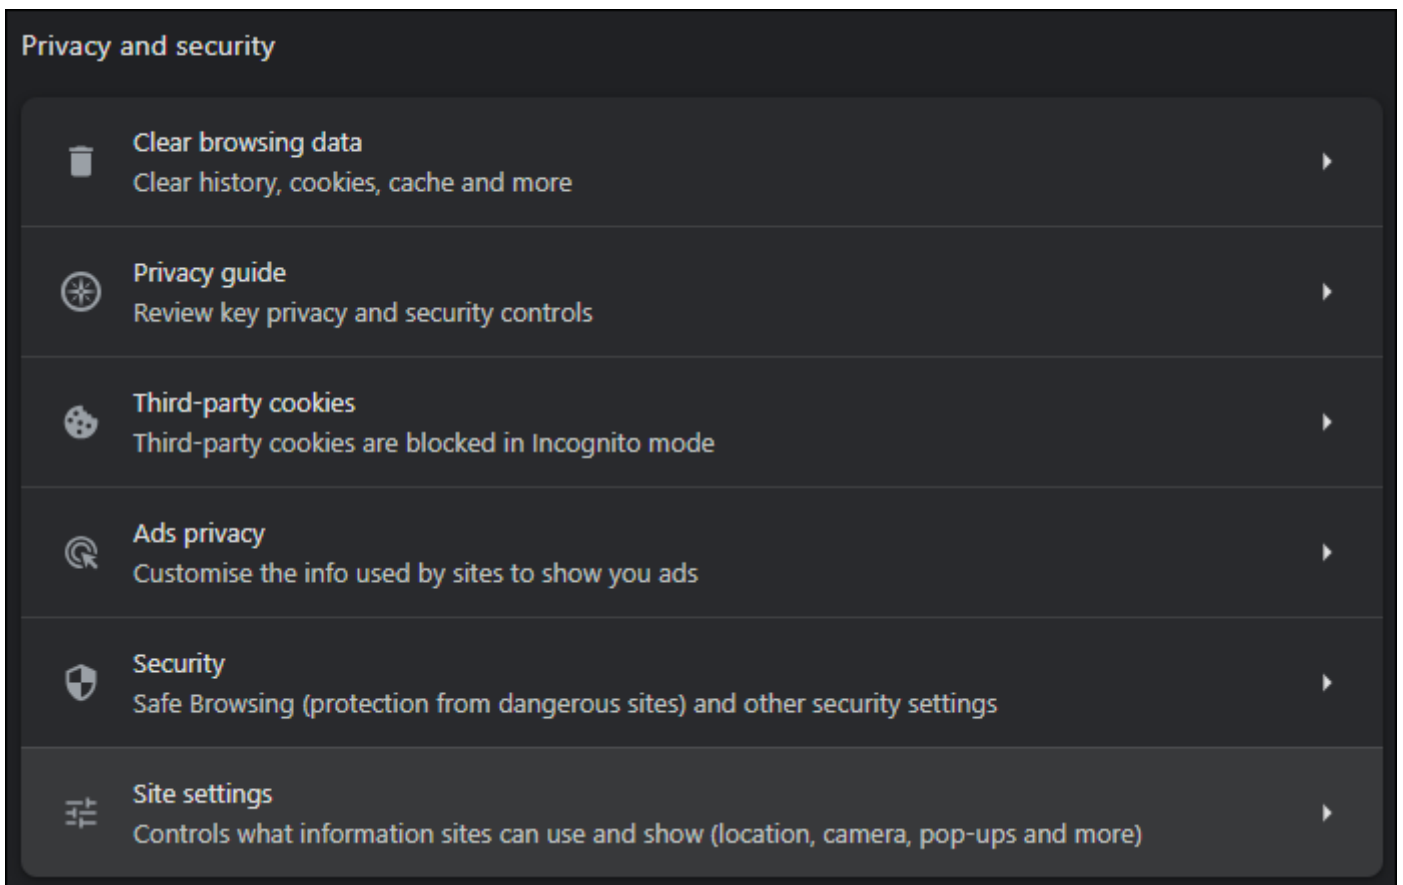 Privacy and security
Clear browsing data
Clear history, cookies, cache and more
Privacy guide
Review key privacy and security controls
Third-party cookies
Third-party cookies are blocked in Incognito mode
Ads privacy
Customise the info used by sites to show you ads
Security
Safe Browsing (protection from dangerous sites) and other security settings
Site settings
Controls what information sites can use and show (location, camera, pop-ups and more)